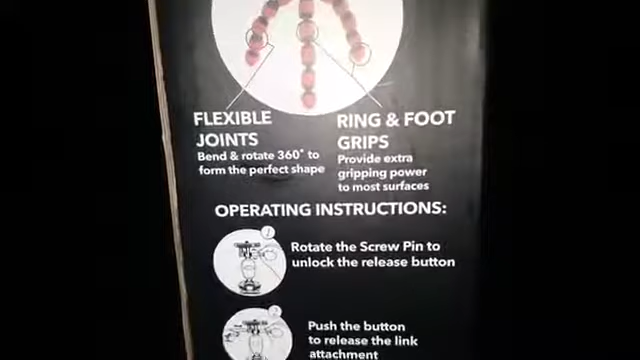 FLEXIBLE
JOINTS
Bend & rotate 360° to
form the perfect shape
RING & FOOT
GRIPS
Provide extra
gripping power
to most surfaces
OPERATING INSTRUCTIONS:
1
Rotate the Screw Pin to
unlock the release button
2
Push the button
to release the link
attachment